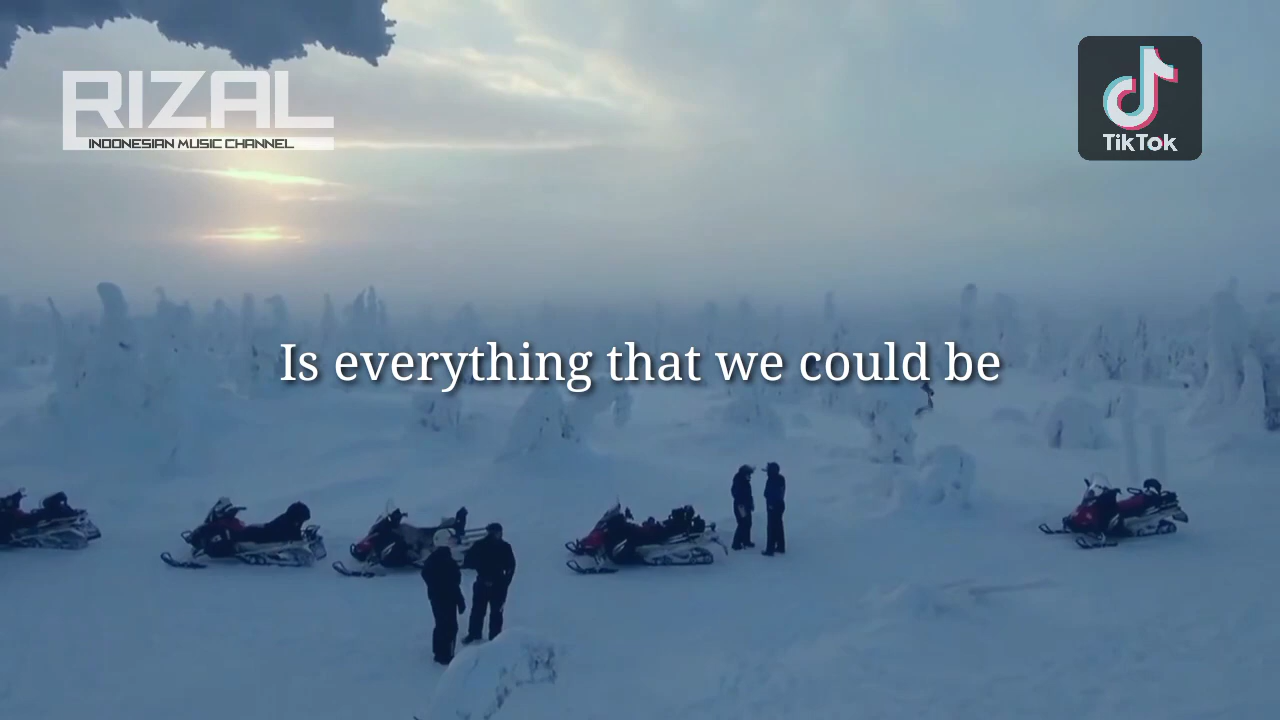 RIZAL
INDONESIAN MUSIC CHANNEL
TikTok
Is everything that we could be